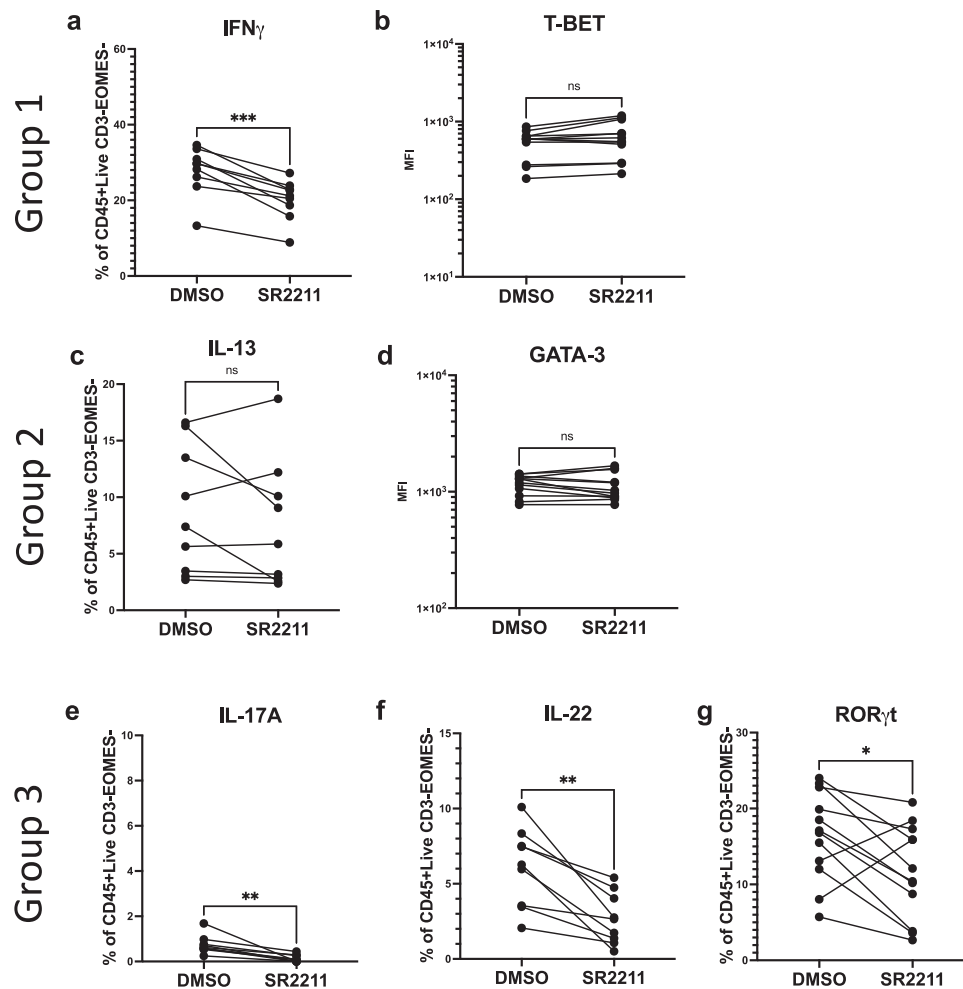 Group 1
a
IFNγ
% of CD45+Live CD3-EOMES-
60
40
20
0
***
DMSO SR2211
b
T-BET
MFI
1×10⁴
1×10³
1×10²
1×10¹
ns
DMSO SR2211
Group 2
c
IL-13
% of CD45+Live CD3-EOMES-
20
15
10
5
0
ns
DMSO SR2211
d
GATA-3
MFI
1×10⁴
1×10³
1×10²
ns
DMSO SR2211
Group 3
e
IL-17A
% of CD45+Live CD3-EOMES-
10
8
6
4
2
0
**
DMSO SR2211
f
IL-22
% of CD45+Live CD3-EOMES-
15
10
5
0
**
DMSO SR2211
g
RORγt
% of CD45+Live CD3-EOMES-
30
20
10
0
*
DMSO SR2211